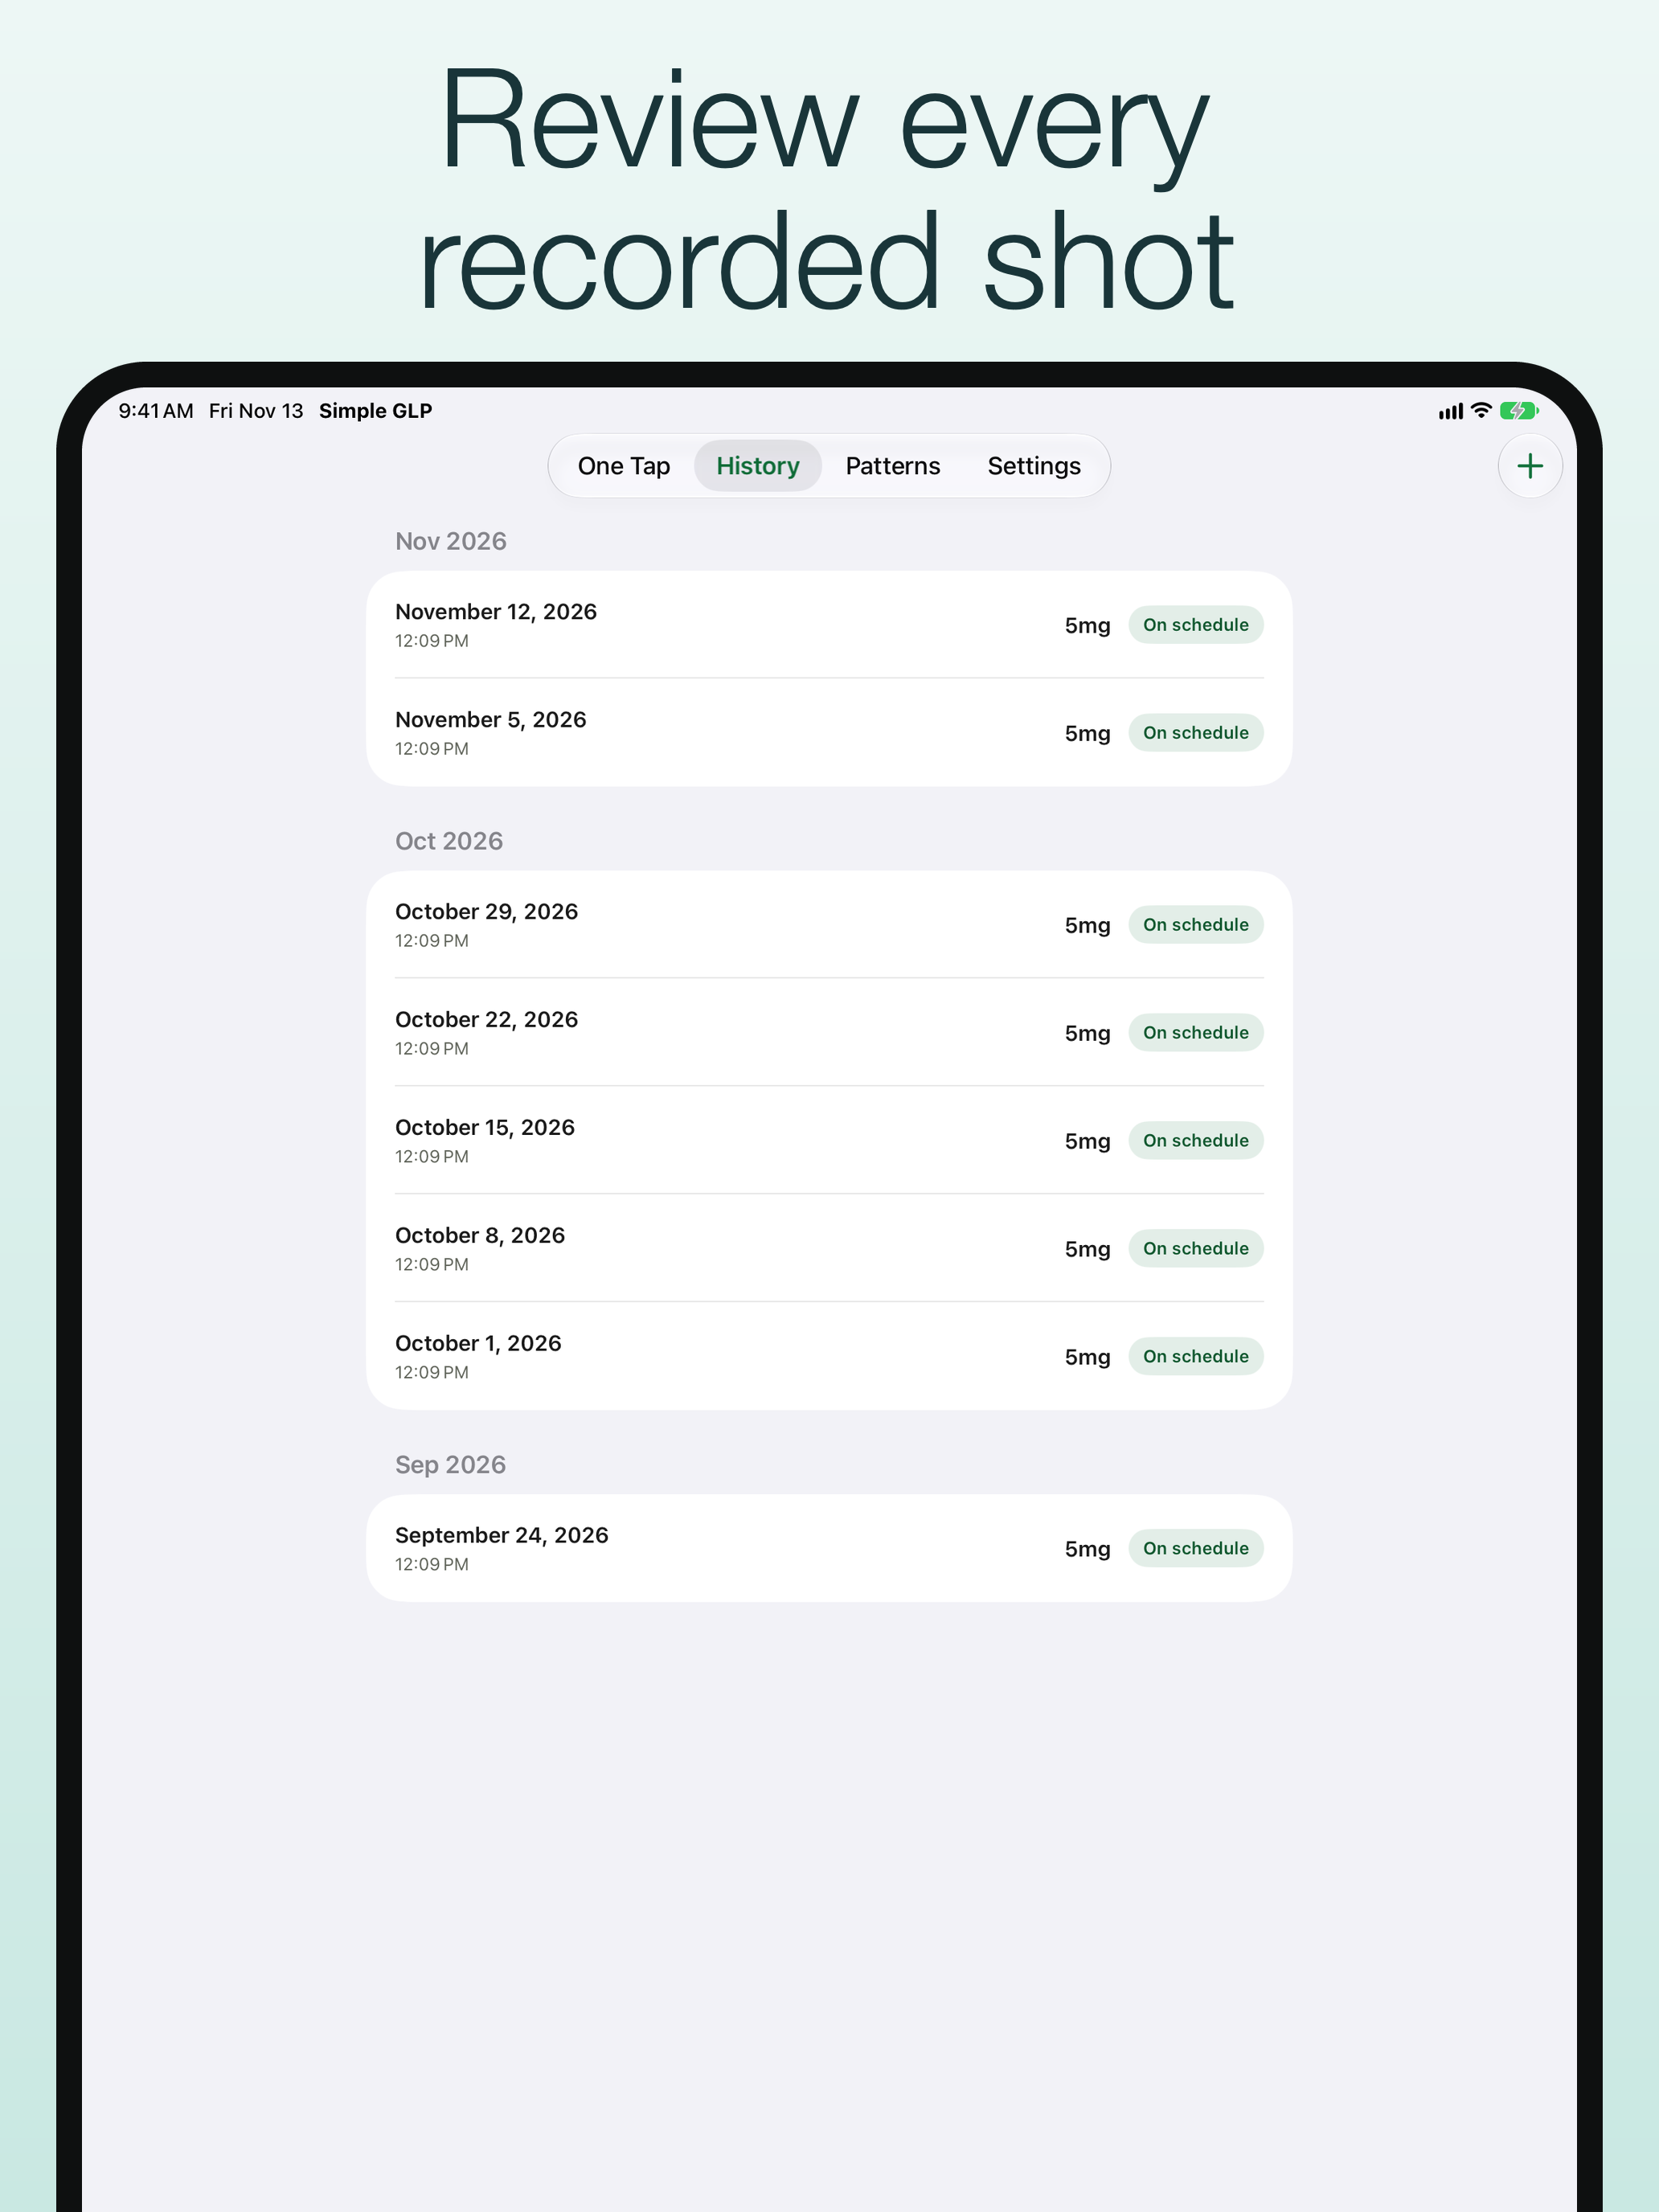 Review every
recorded shot
9:41 AM Fri Nov 13 Simple GLP
One Tap History Patterns Settings
Nov 2026
November 12, 2026
12:09 PM
5mg On schedule
November 5, 2026
12:09 PM
5mg On schedule
Oct 2026
October 29, 2026
12:09 PM
5mg On schedule
October 22, 2026
12:09 PM
5mg On schedule
October 15, 2026
12:09 PM
5mg On schedule
October 8, 2026
12:09 PM
5mg On schedule
October 1, 2026
12:09 PM
5mg On schedule
Sep 2026
September 24, 2026
12:09 PM
5mg On schedule